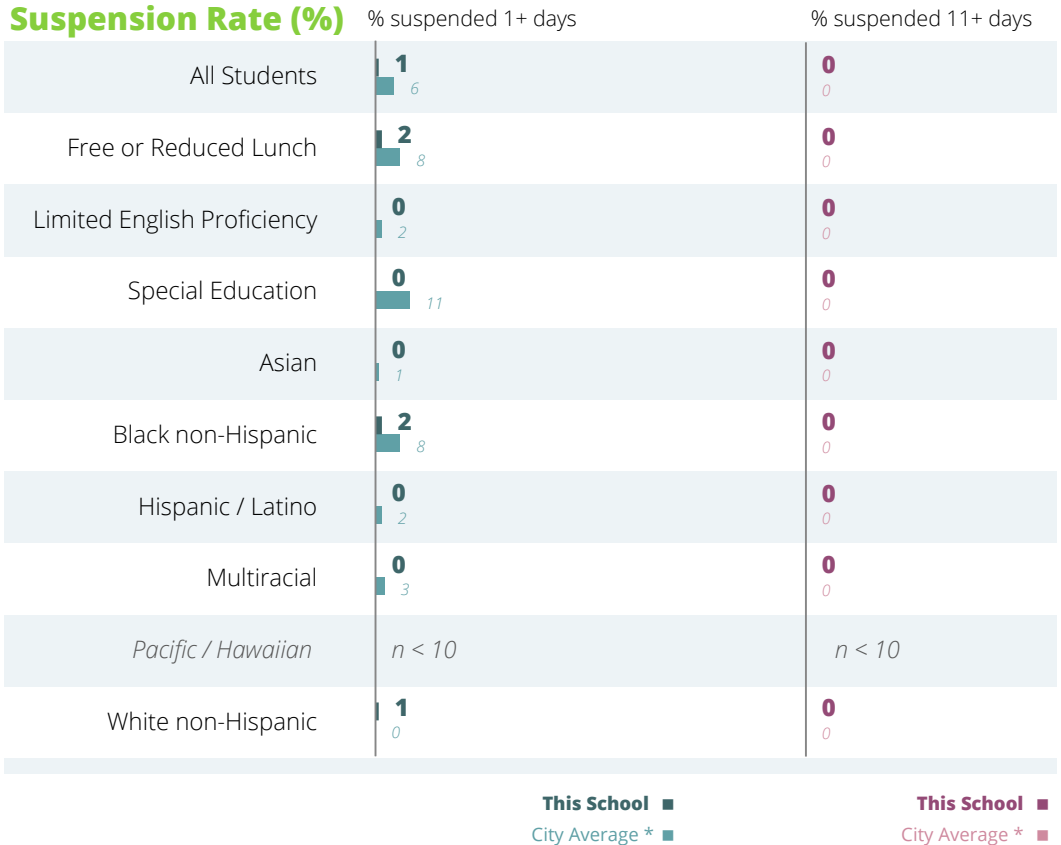 Suspension Rate (%) % suspended 1+ days % suspended 11+ days
All Students 1 0
6 0
Free or Reduced Lunch 2 0
8 0
Limited English Proficiency 0 0
2 0
Special Education 0 0
11 0
Asian 0 0
1 0
Black non-Hispanic 2 0
8 0
Hispanic / Latino 0 0
2 0
Multiracial 0 0
3 0
Pacific / Hawaiian n < 10 n < 10
White non-Hispanic 1 0
0 0
This School This School
City Average * City Average *